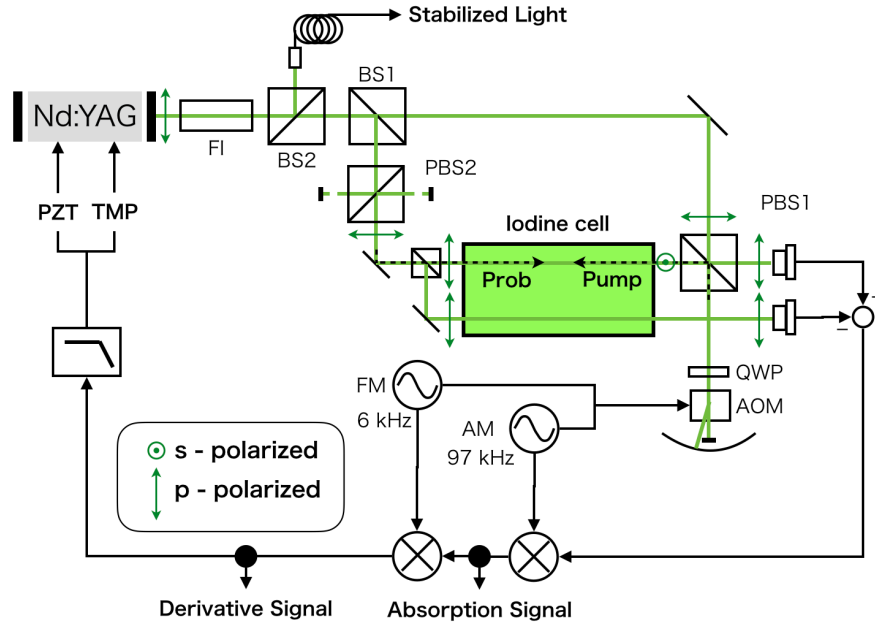 Stabilized Light
BS1
Nd:YAG
FI
BS2
PBS2
PBS1
PZT
TMP
Iodine cell
Prob
Pump
−
QWP
AOM
FM
6 kHz
AM
97 kHz
s - polarized
p - polarized
Derivative Signal
Absorption Signal